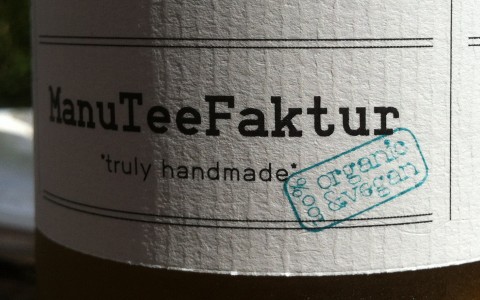 ManuTeeFaktur
*truly handmade*
100%
organic
&vegan